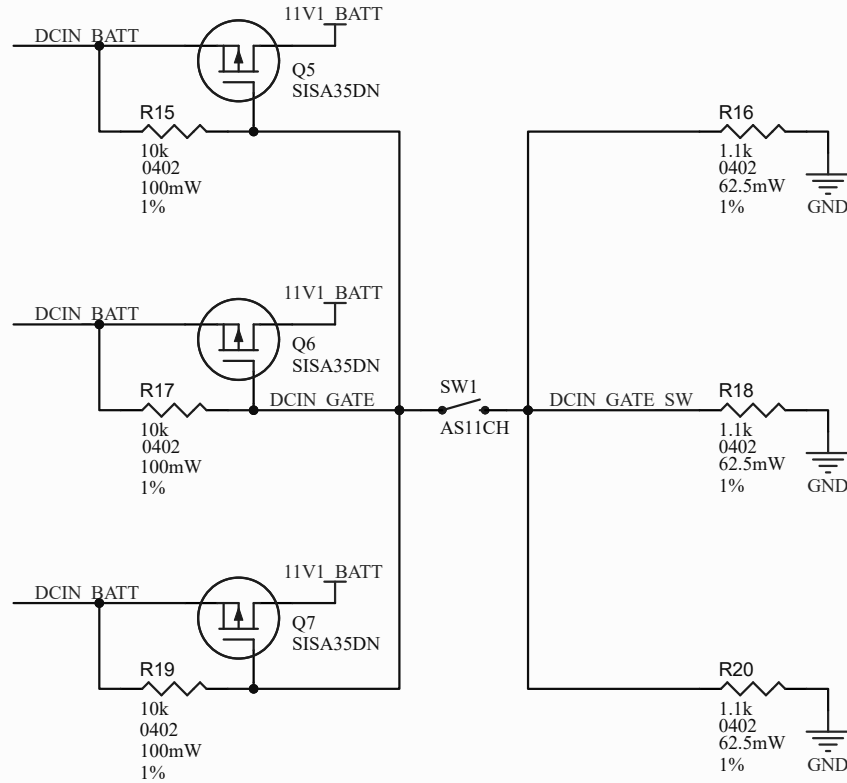 11V1_BATT
DCIN_BATT
Q5
SISA35DN
R15
10k
0402
100mW
1%
R16
1.1k
0402
62.5mW
1%
GND
11V1_BATT
DCIN_BATT
Q6
SISA35DN
R17
10k
0402
100mW
1%
DCIN_GATE
SW1
AS11CH
DCIN_GATE_SW
R18
1.1k
0402
62.5mW
1%
GND
11V1_BATT
DCIN_BATT
Q7
SISA35DN
R19
10k
0402
100mW
1%
R20
1.1k
0402
62.5mW
1%
GND